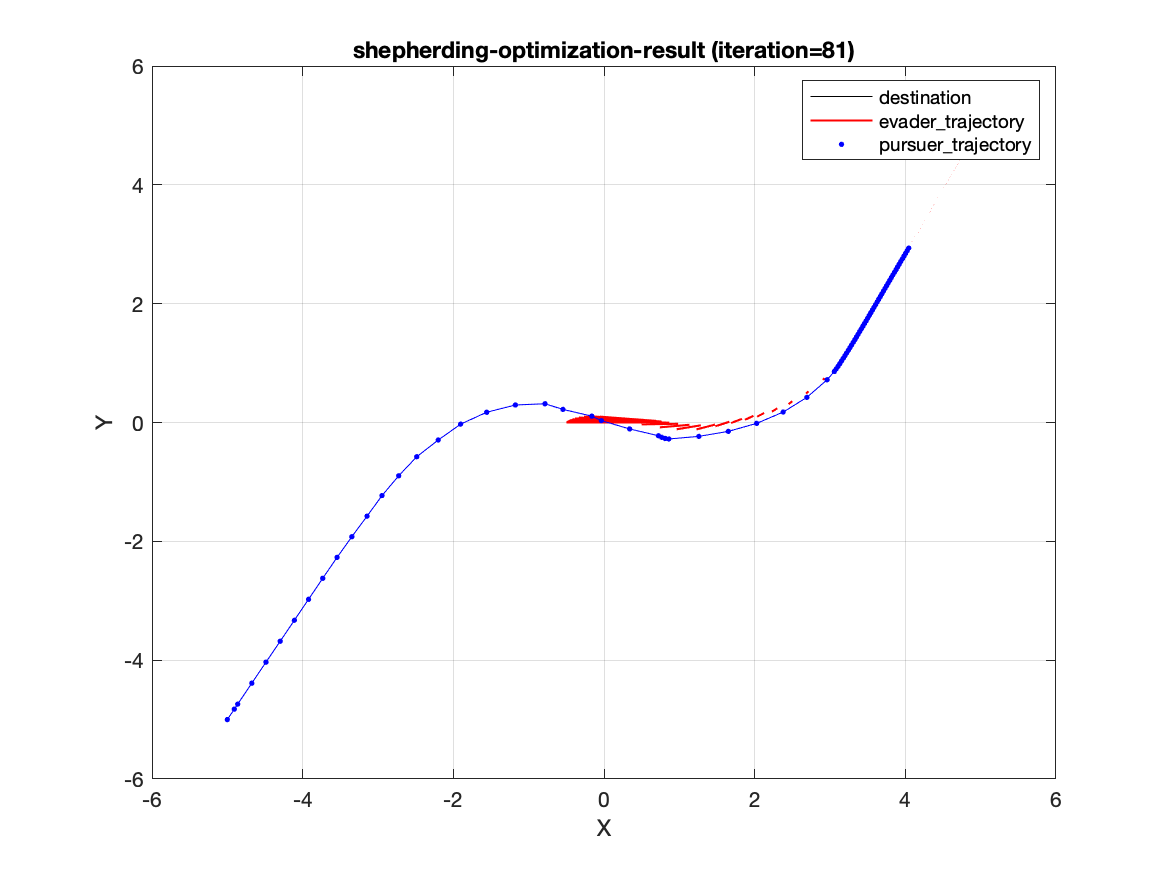 shepherding-optimization-result (iteration=81)
destination
evader_trajectory
pursuer_trajectory
6
4
2
0
-2
-4
-6
Y
-6 -4 -2 0 2 4 6
X